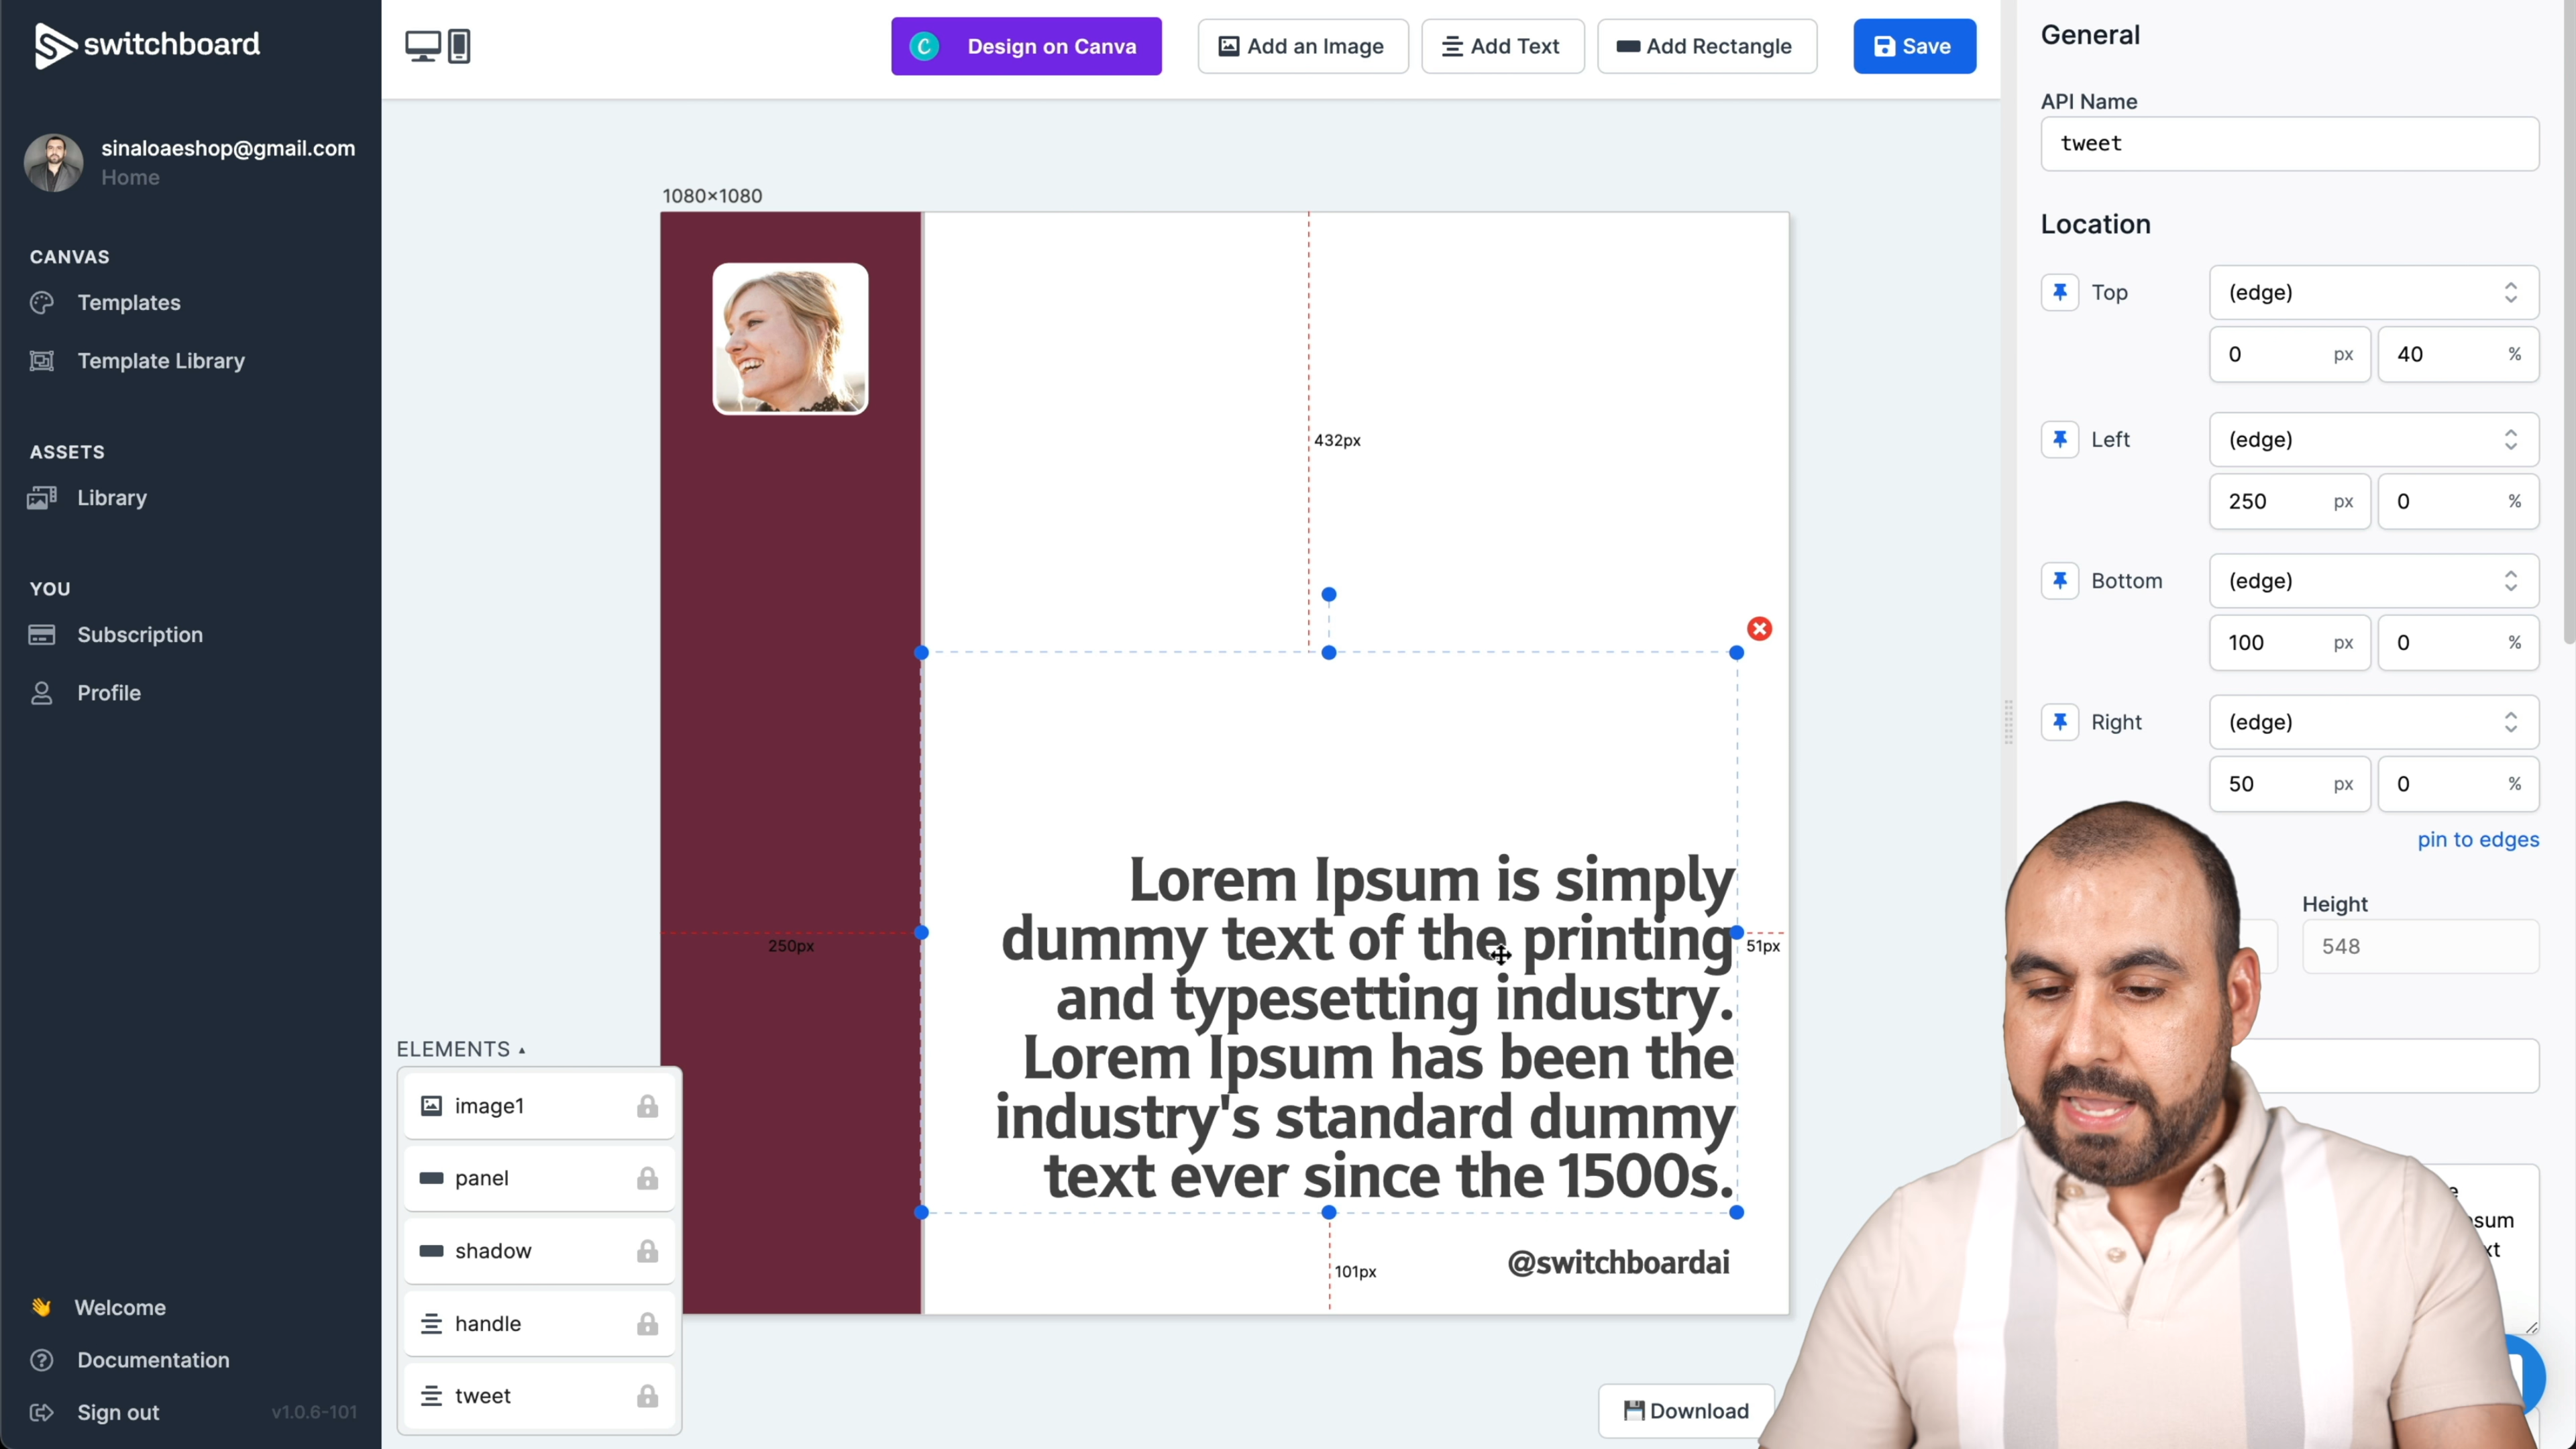 switchboard
sinaloaeshop@gmail.com
Home
CANVAS
Templates
Template Library
ASSETS
Library
YOU
Subscription
Profile
Welcome
Documentation
Sign out
v1.0.6-101
Design on Canva
Add an Image
Add Text
Add Rectangle
Save
1080×1080
432px
250px
51px
101px
Lorem Ipsum is simply
dummy text of the printing
and typesetting industry.
Lorem Ipsum has been the
industry's standard dummy
text ever since the 1500s.
@switchboardai
ELEMENTS
image1
panel
shadow
handle
tweet
Download
General
API Name
tweet
Location
Top
(edge)
0 px
40 %
Left
(edge)
250 px
0 %
Bottom
(edge)
100 px
0 %
Right
(edge)
50 px
0 %
pin to edges
Height
548